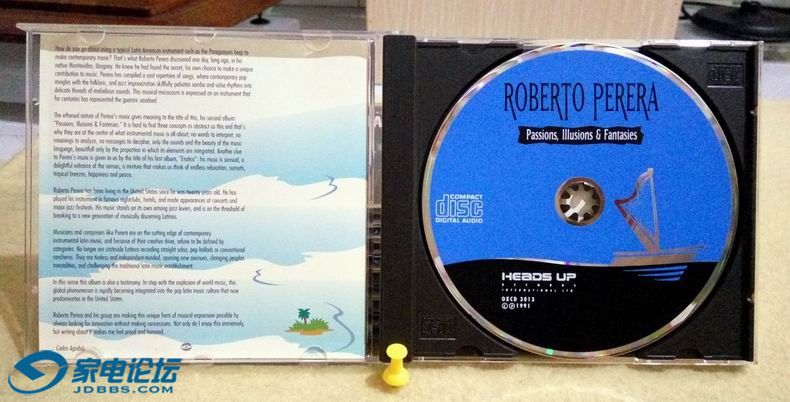 How do you go about using a typical Latin American instrument such as the Paraguayan harp to
make contemporary music? That's what Roberto Perera discovered one day, long ago, in his
native Montevideo, Uruguay. He knew he had found the secret, his own chance to make a unique
contribution to music. Perera has compiled a vast repertoire of songs, where contemporary pop
mingles with the folkloric, and jazz improvisation skillfully pulsates samba and salsa rhythms into
delicate threads of melodious sounds. This musical microcosm is expressed on an instrument that
for centuries has represented the guarani
The ethereal nature of Perera's music gives meaning to the title of this, his second album:
"Passions, Illusions & Fantasies." It is hard to find three concepts as abstract as this and that's
why they are at the center of what instrumental music is all about; no words to interpret, no
meanings to analyze, no messages to decipher, only the sounds and the beauty of the music
language, beautiful only by the proportion in which its elements are integrated. Another clue
to Perera's music is given to us by the title of his first album, "Erotica": his music is sensual, a
delightful enhance of the senses, a mixture that makes us think of endless relaxation, sunsets,
tropical breezes, happiness and peace.
Roberto Perera has been living in the United States since he was twenty years old. He has
played his instrument in famous nightclubs, hotels, and made appearances at concerts and
major jazz festivals. His music stands on its own among jazz lovers, and is on the threshold of
breaking to a new generation of musically discerning Latinos.
Musicians and composers like Perera are on the cutting edge of contemporary
instrumental latin music, and because of their creative drive, refuse to be defined by
categories. No longer are stateside Latinos recording straight salsa, pop ballads or conventional
rancheros. They are tireless and independent-minded, opening new avenues, changing peoples
mentalities, and challenging the traditional latin music establishment.
In this sense this album is also a testimony. In step with the explosion of world music, this
global phenomenon is rapidly becoming integrated into the pop latin music culture that now
predominates in the United States.
Roberto Perera and his group are making this unique form of musical expression possible by
always looking for innovation without making concessions. Not only do I enjoy this immensely,
but writing about it makes me feel proud and honored.
- Carlos Agudelo
ROBERTO PERERA
Passions, Illusions & Fantasies
COMPACT
disc
DIGITAL AUDIO
HEADS UP
RECORDS
INTERNATIONAL, LTD.
OXCD 3013
©℗1991
家电论坛
JDBBS.COM